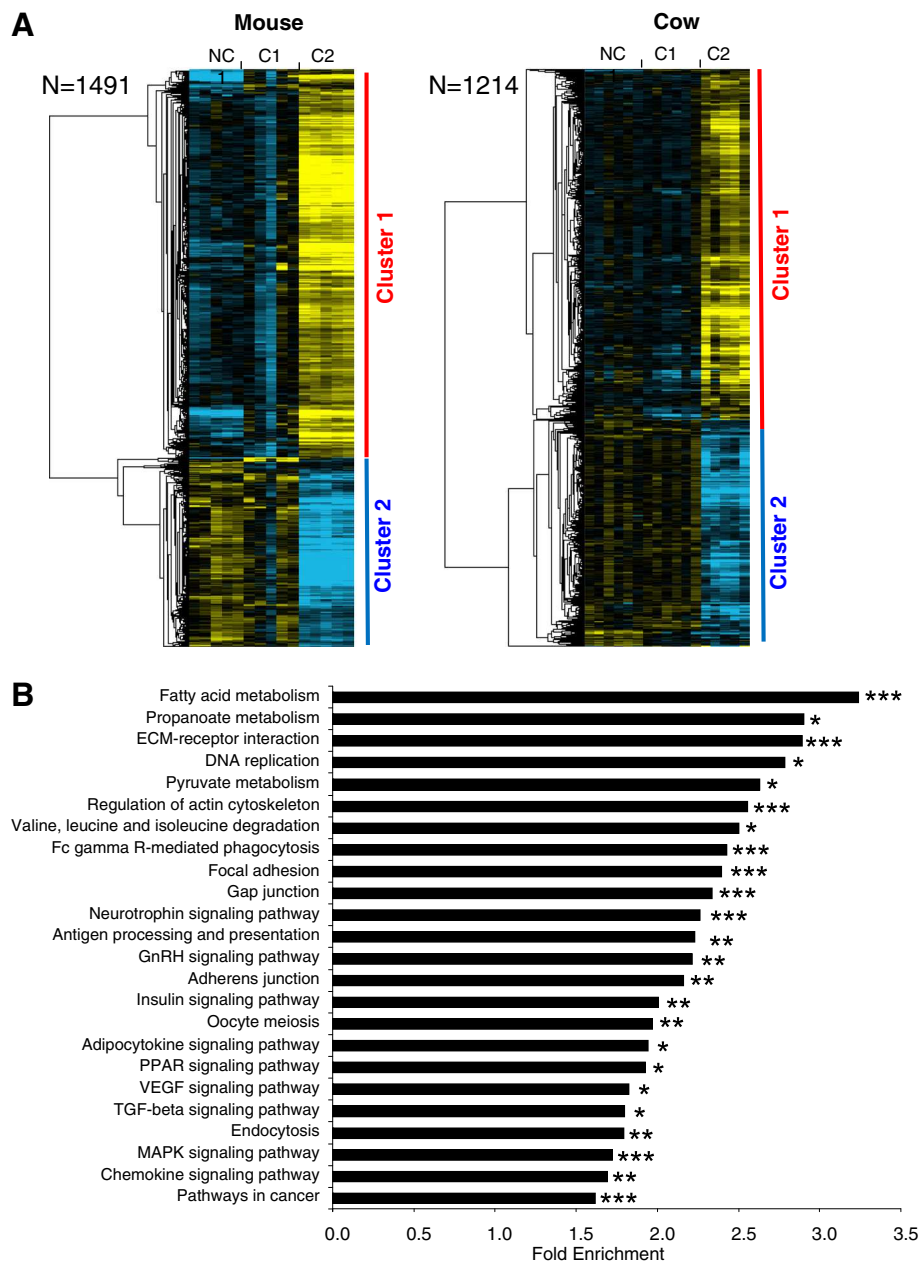 A
Mouse
Cow
NC C1 C2
NC C1 C2
N=1491
N=1214
1
Cluster 1
Cluster 2
Cluster 1
Cluster 2
B
Fatty acid metabolism ***
Propanoate metabolism *
ECM-receptor interaction ***
DNA replication *
Pyruvate metabolism *
Regulation of actin cytoskeleton ***
Valine, leucine and isoleucine degradation *
Fc gamma R-mediated phagocytosis ***
Focal adhesion ***
Gap junction ***
Neurotrophin signaling pathway ***
Antigen processing and presentation **
GnRH signaling pathway **
Adherens junction **
Insulin signaling pathway **
Oocyte meiosis **
Adipocytokine signaling pathway *
PPAR signaling pathway *
VEGF signaling pathway *
TGF-beta signaling pathway *
Endocytosis **
MAPK signaling pathway ***
Chemokine signaling pathway **
Pathways in cancer ***
0.0 0.5 1.0 1.5 2.0 2.5 3.0 3.5
Fold Enrichment